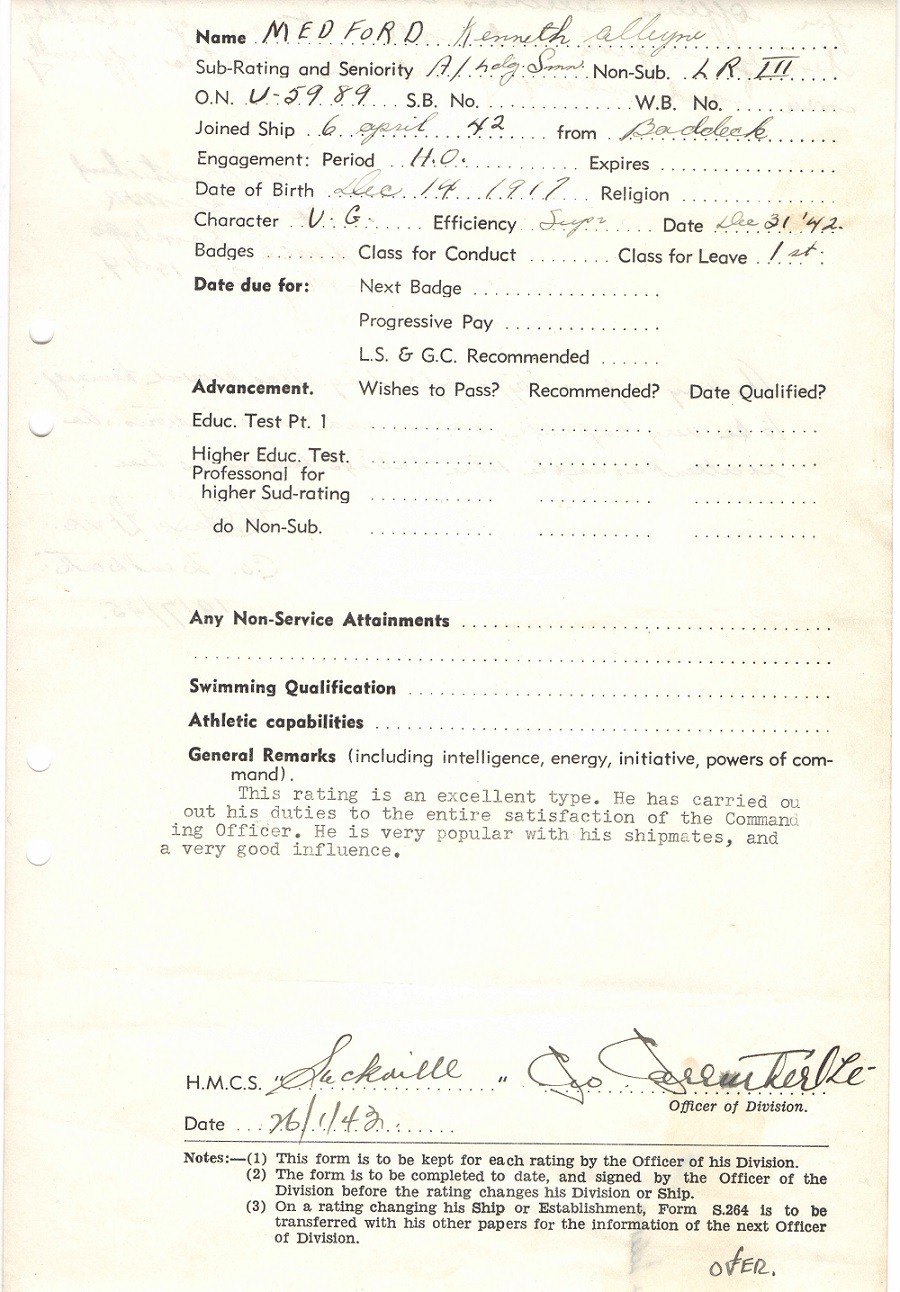 Name MEDFORD Kenneth Alleyne
Sub-Rating and Seniority A/Ldg. Smn. Non-Sub. LR III
O.N. V-5989 S.B. No. W.B. No.
Joined Ship 6 april 42 from Baddeck
Engagement: Period H.O. Expires
Date of Birth Dec 14 1917 Religion
Character V.G. Efficiency Supr Date Dec 31 '42.
Badges Class for Conduct Class for Leave 1st.
Date due for: Next Badge
Progressive Pay
L.S. & G.C. Recommended
Advancement. Wishes to Pass? Recommended? Date Qualified?
Educ. Test Pt. 1
Higher Educ. Test.
Professonal for
higher Sud-rating
do Non-Sub.
Any Non-Service Attainments
Swimming Qualification
Athletic capabilities
General Remarks (including intelligence, energy, initiative, powers of com-
mand).
This rating is an excellent type. He has carried ou
out his duties to the entire satisfaction of the Command
ing Officer. He is very popular with his shipmates, and
a very good influence.
H.M.C.S. "Sackville"
Officer of Division.
Date 26/1/43.
Notes:—(1) This form is to be kept for each rating by the Officer of his Division.
(2) The form is to be completed to date, and signed by the Officer of the
Division before the rating changes his Division or Ship.
(3) On a rating changing his Ship or Establishment, Form S.264 is to be
transferred with his other papers for the information of the next Officer
of Division.
OVER.